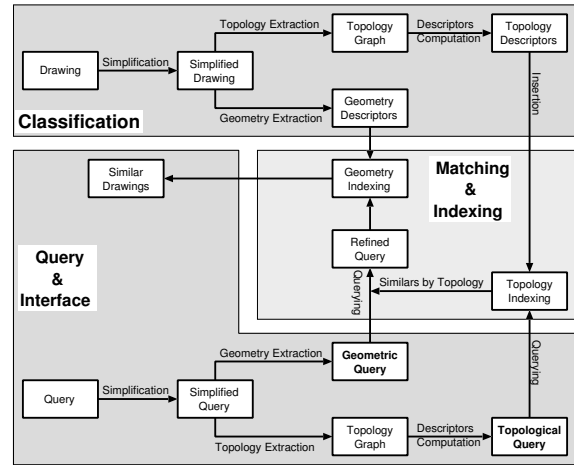 Topology Extraction
Topology
Graph
Descriptors
Computation
Topology
Descriptors
Drawing
Simplification
Simplified
Drawing
Geometry Extraction
Geometry
Descriptors
Insertion
Classification
Similar
Drawings
Geometry
Indexing
Matching
&
Indexing
Refined
Query
Query
&
Interface
Querying
Similars by Topology
Topology
Indexing
Geometry Extraction
Geometric
Query
Querying
Query
Simplification
Simplified
Query
Topology Extraction
Topology
Graph
Descriptors
Computation
Topological
Query